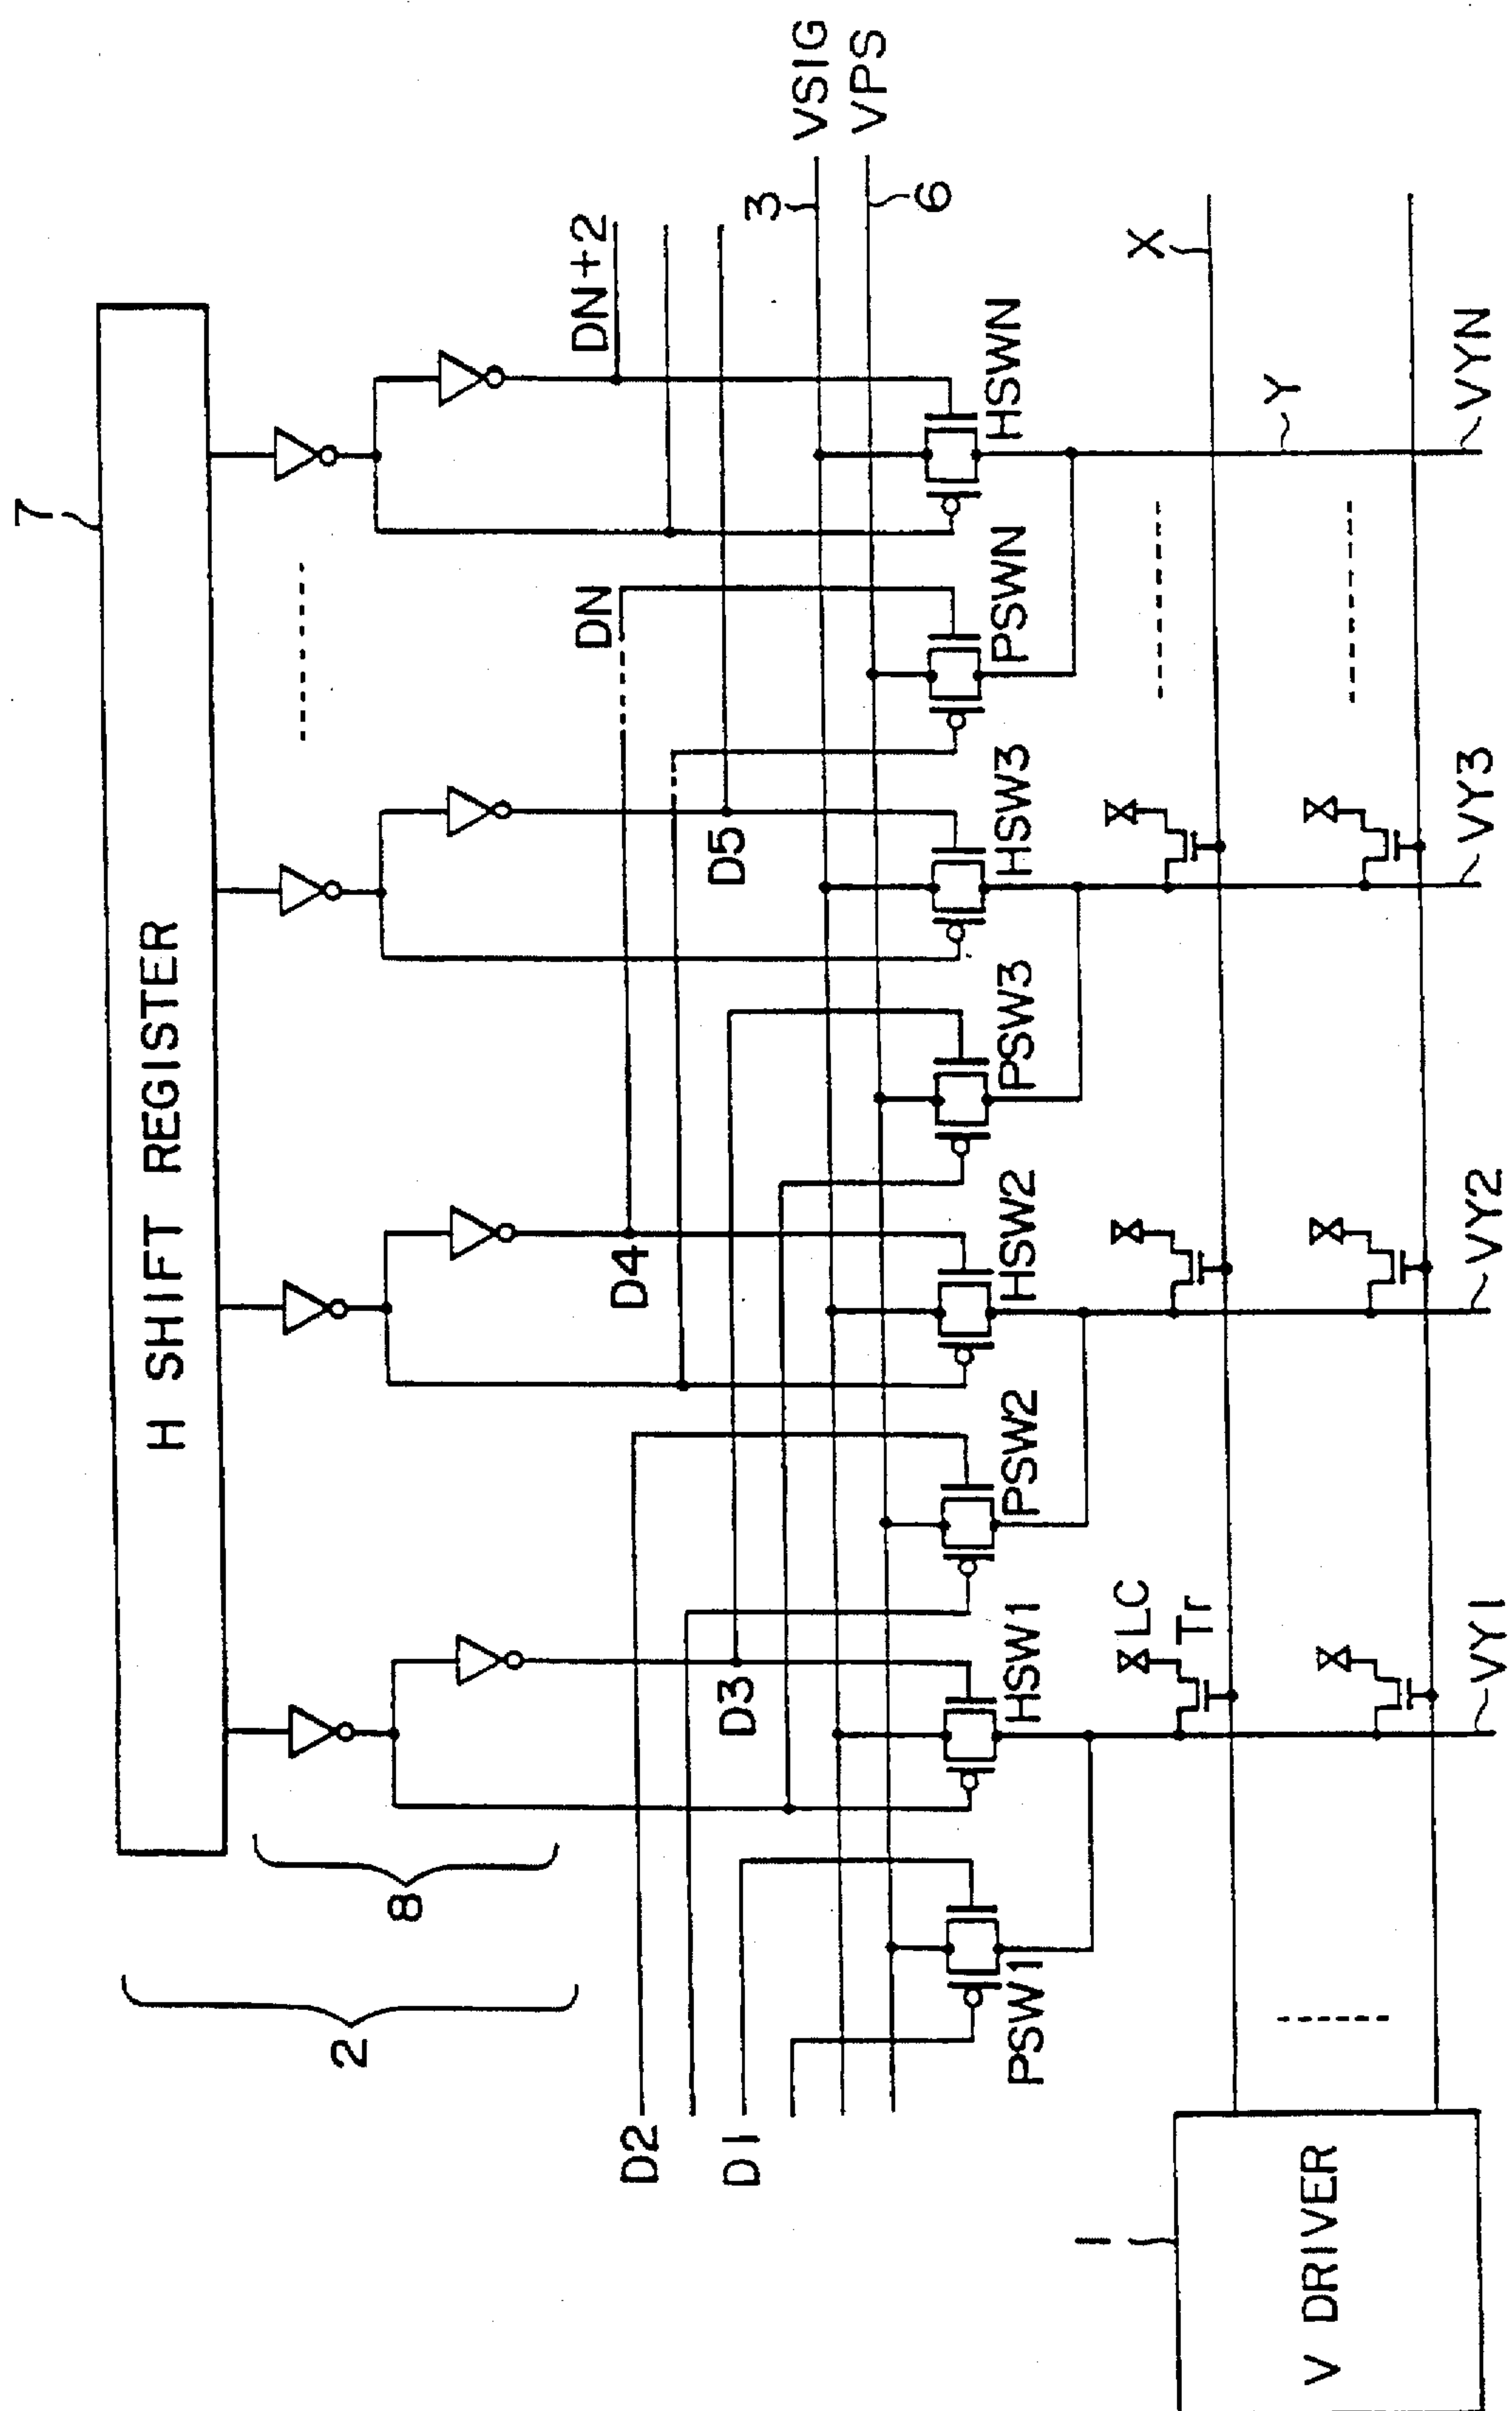 7
H SHIFT REGISTER
2
8
DN+2
DN
D2
D4
D1
D3
D5
3
VSIG
VPS
6
PSW1
HSW1
PSW2
HSW2
PSW3
HSW3
PSWN
HSWN
LC
Tr
X
Y
1
V DRIVER
VY1
VY2
VY3
VYN